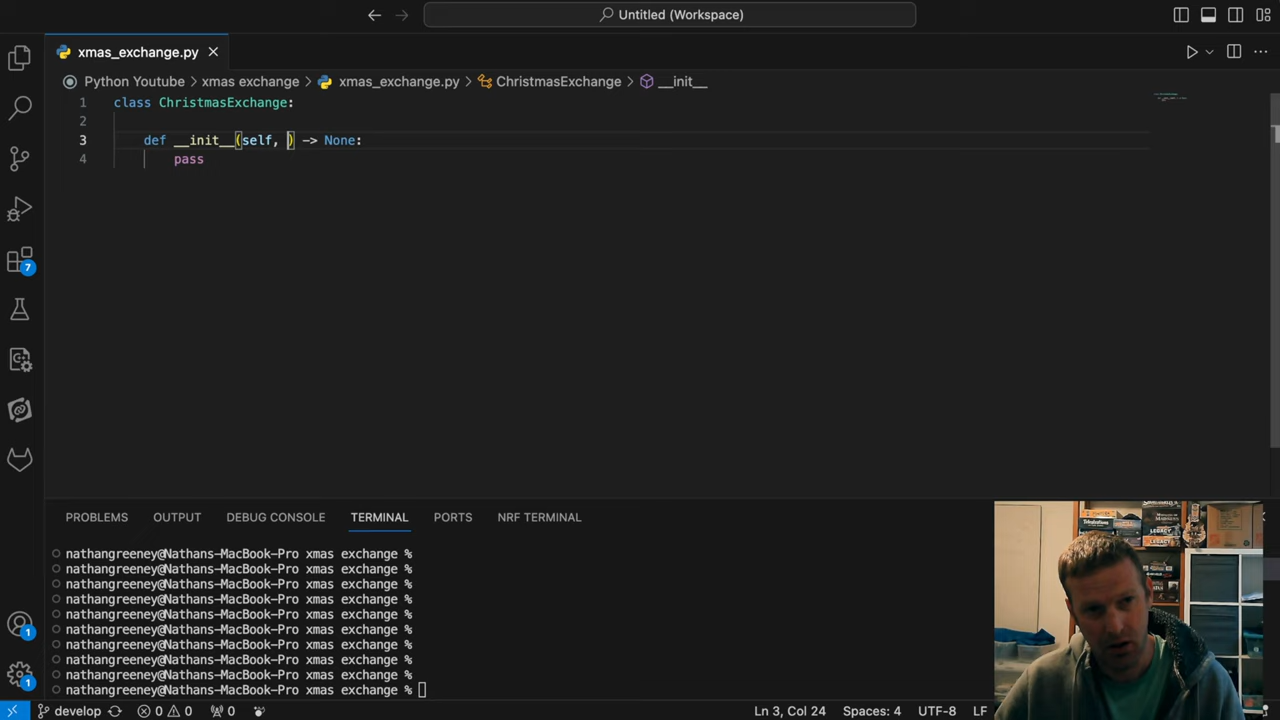 Untitled (Workspace)
xmas_exchange.py
Python Youtube > xmas exchange > xmas_exchange.py > ChristmasExchange > __init__
1 class ChristmasExchange:
2
3 def __init__(self, ) -> None:
4 pass
7
PROBLEMS OUTPUT DEBUG CONSOLE TERMINAL PORTS NRF TERMINAL
nathangreeney@Nathans-MacBook-Pro xmas exchange %
nathangreeney@Nathans-MacBook-Pro xmas exchange %
nathangreeney@Nathans-MacBook-Pro xmas exchange %
nathangreeney@Nathans-MacBook-Pro xmas exchange %
nathangreeney@Nathans-MacBook-Pro xmas exchange %
nathangreeney@Nathans-MacBook-Pro xmas exchange %
nathangreeney@Nathans-MacBook-Pro xmas exchange %
nathangreeney@Nathans-MacBook-Pro xmas exchange %
nathangreeney@Nathans-MacBook-Pro xmas exchange %
nathangreeney@Nathans-MacBook-Pro xmas exchange %
1
1
LEGACY
LEGACY
develop 0 0 0 Ln 3, Col 24 Spaces: 4 UTF-8 LF